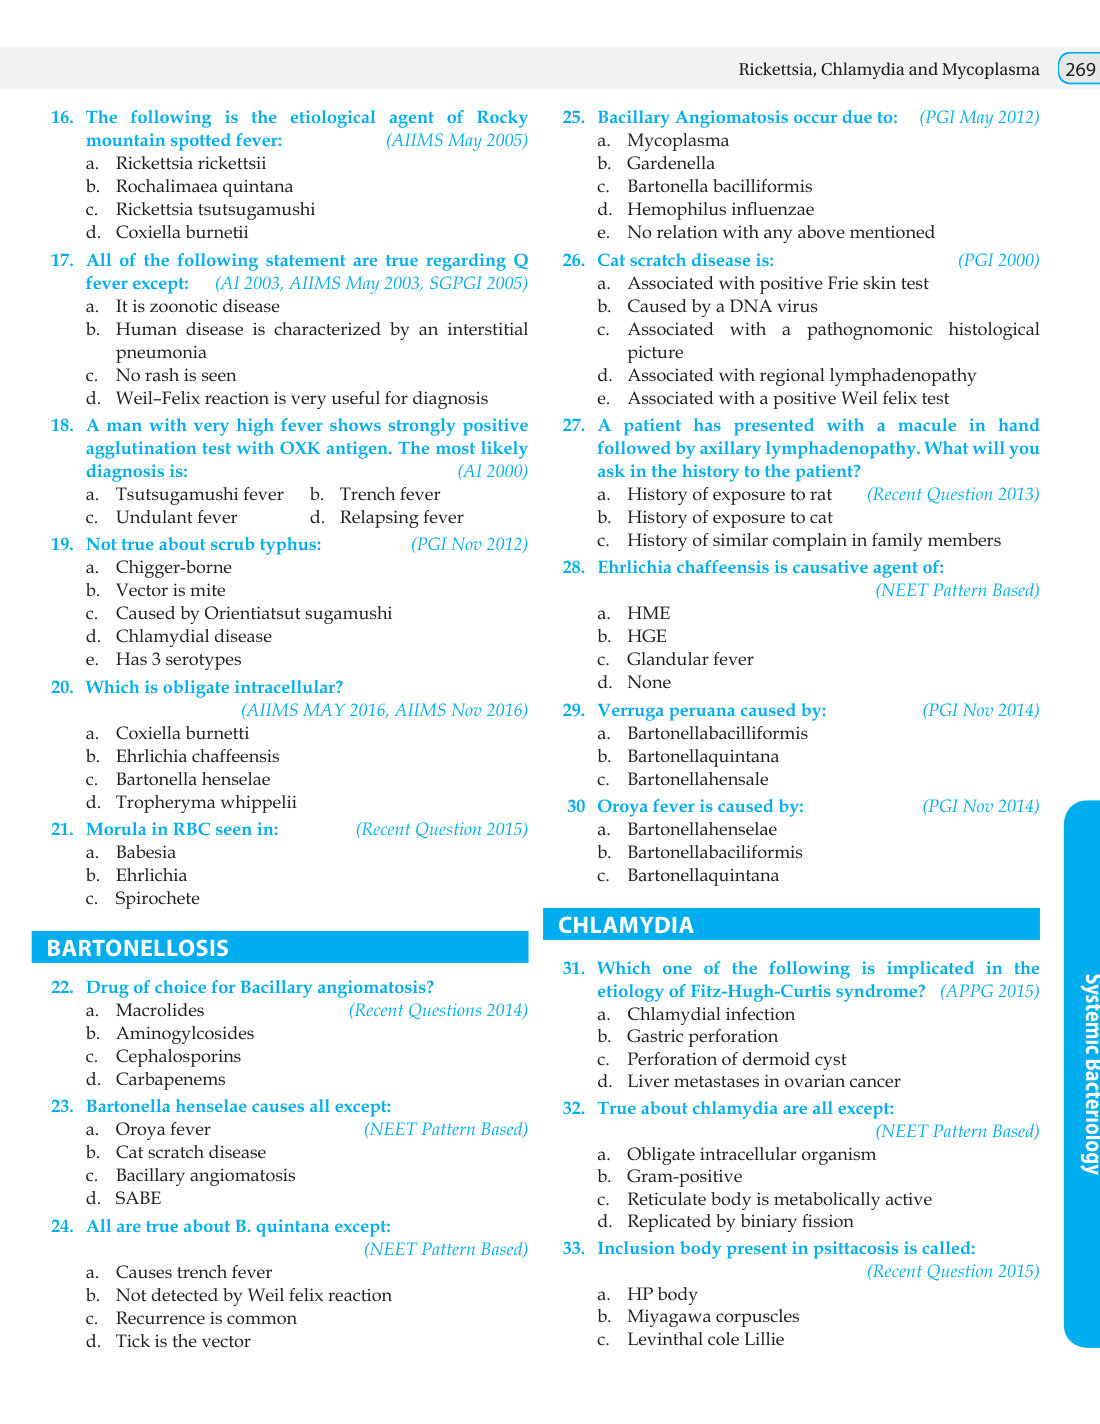 Rickettsia, Chlamydia and Mycoplasma 269
16. The following is the etiological agent of Rocky
mountain spotted fever: (AIIMS May 2005)
a. Rickettsia rickettsii
b. Rochalimaea quintana
c. Rickettsia tsutsugamushi
d. Coxiella burnetii
17. All of the following statement are true regarding Q
fever except: (AI 2003, AIIMS May 2003, SGPGI 2005)
a. It is zoonotic disease
b. Human disease is characterized by an interstitial
pneumonia
c. No rash is seen
d. Weil–Felix reaction is very useful for diagnosis
18. A man with very high fever shows strongly positive
agglutination test with OXK antigen. The most likely
diagnosis is: (AI 2000)
a. Tsutsugamushi fever b. Trench fever
c. Undulant fever d. Relapsing fever
19. Not true about scrub typhus: (PGI Nov 2012)
a. Chigger-borne
b. Vector is mite
c. Caused by Orientiatsut sugamushi
d. Chlamydial disease
e. Has 3 serotypes
20. Which is obligate intracellular?
(AIIMS MAY 2016, AIIMS Nov 2016)
a. Coxiella burnetti
b. Ehrlichia chaffeensis
c. Bartonella henselae
d. Tropheryma whippelii
21. Morula in RBC seen in: (Recent Question 2015)
a. Babesia
b. Ehrlichia
c. Spirochete
BARTONELLOSIS
22. Drug of choice for Bacillary angiomatosis?
a. Macrolides (Recent Questions 2014)
b. Aminogylcosides
c. Cephalosporins
d. Carbapenems
23. Bartonella henselae causes all except:
a. Oroya fever (NEET Pattern Based)
b. Cat scratch disease
c. Bacillary angiomatosis
d. SABE
24. All are true about B. quintana except:
(NEET Pattern Based)
a. Causes trench fever
b. Not detected by Weil felix reaction
c. Recurrence is common
d. Tick is the vector
25. Bacillary Angiomatosis occur due to: (PGI May 2012)
a. Mycoplasma
b. Gardenella
c. Bartonella bacilliformis
d. Hemophilus influenzae
e. No relation with any above mentioned
26. Cat scratch disease is: (PGI 2000)
a. Associated with positive Frie skin test
b. Caused by a DNA virus
c. Associated with a pathognomonic histological
picture
d. Associated with regional lymphadenopathy
e. Associated with a positive Weil felix test
27. A patient has presented with a macule in hand
followed by axillary lymphadenopathy. What will you
ask in the history to the patient?
a. History of exposure to rat (Recent Question 2013)
b. History of exposure to cat
c. History of similar complain in family members
28. Ehrlichia chaffeensis is causative agent of:
(NEET Pattern Based)
a. HME
b. HGE
c. Glandular fever
d. None
29. Verruga peruana caused by: (PGI Nov 2014)
a. Bartonellabacilliformis
b. Bartonellaquintana
c. Bartonellahensale
30 Oroya fever is caused by: (PGI Nov 2014)
a. Bartonellahenselae
b. Bartonellabaciliformis
c. Bartonellaquintana
CHLAMYDIA
31. Which one of the following is implicated in the
etiology of Fitz-Hugh-Curtis syndrome? (APPG 2015)
a. Chlamydial infection
b. Gastric perforation
c. Perforation of dermoid cyst
d. Liver metastases in ovarian cancer
32. True about chlamydia are all except:
(NEET Pattern Based)
a. Obligate intracellular organism
b. Gram-positive
c. Reticulate body is metabolically active
d. Replicated by biniary fission
33. Inclusion body present in psittacosis is called:
(Recent Question 2015)
a. HP body
b. Miyagawa corpuscles
c. Levinthal cole Lillie
Systemic Bacteriology